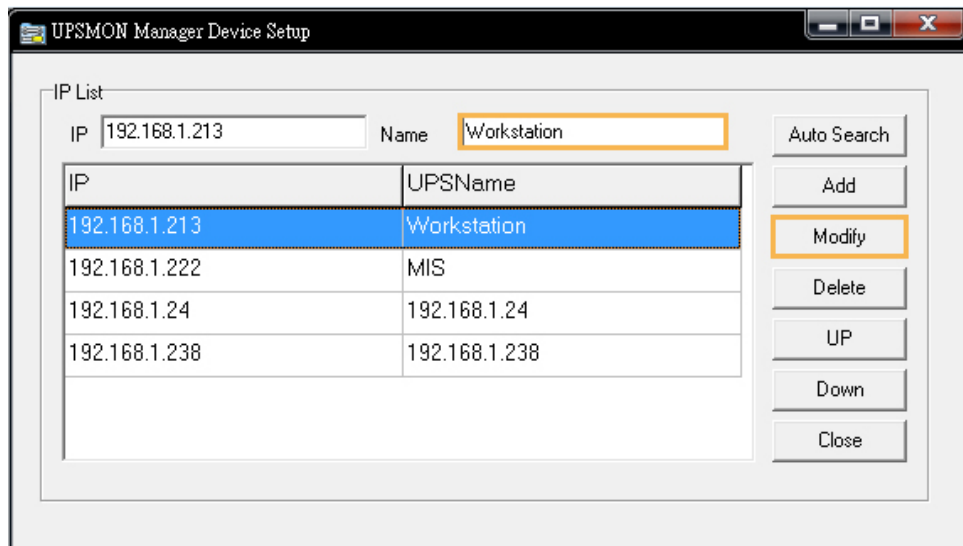 UPSMON Manager Device Setup
IP List
IP 192.168.1.213 Name Workstation Auto Search
IP UPSName Add
192.168.1.213 Workstation Modify
192.168.1.222 MIS Delete
192.168.1.24 192.168.1.24 UP
192.168.1.238 192.168.1.238 Down
Close